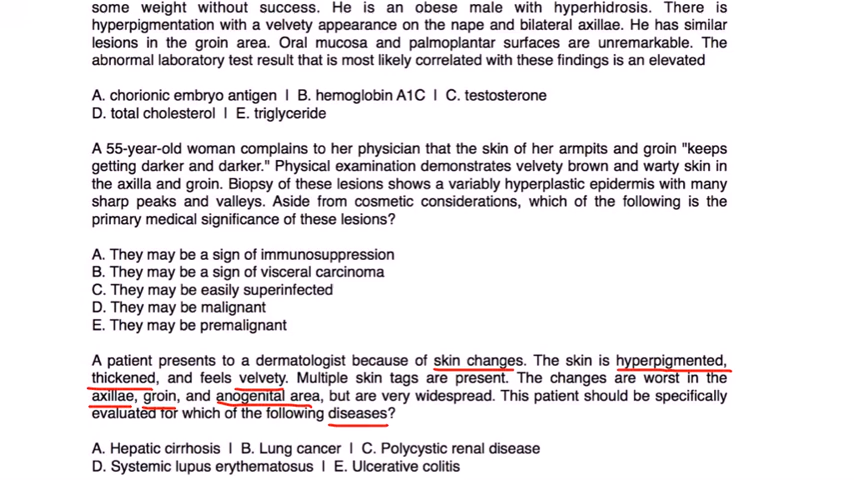 some weight without success. He is an obese male with hyperhidrosis. There is
hyperpigmentation with a velvety appearance on the nape and bilateral axillae. He has similar
lesions in the groin area. Oral mucosa and palmoplantar surfaces are unremarkable. The
abnormal laboratory test result that is most likely correlated with these findings is an elevated
A. chorionic embryo antigen | B. hemoglobin A1C | C. testosterone
D. total cholesterol | E. triglyceride
A 55-year-old woman complains to her physician that the skin of her armpits and groin "keeps
getting darker and darker." Physical examination demonstrates velvety brown and warty skin in
the axilla and groin. Biopsy of these lesions shows a variably hyperplastic epidermis with many
sharp peaks and valleys. Aside from cosmetic considerations, which of the following is the
primary medical significance of these lesions?
A. They may be a sign of immunosuppression
B. They may be a sign of visceral carcinoma
C. They may be easily superinfected
D. They may be malignant
E. They may be premalignant
A patient presents to a dermatologist because of skin changes. The skin is hyperpigmented,
thickened, and feels velvety. Multiple skin tags are present. The changes are worst in the
axillae, groin, and anogenital area, but are very widespread. This patient should be specifically
evaluated for which of the following diseases?
A. Hepatic cirrhosis | B. Lung cancer | C. Polycystic renal disease
D. Systemic lupus erythematosus | E. Ulcerative colitis